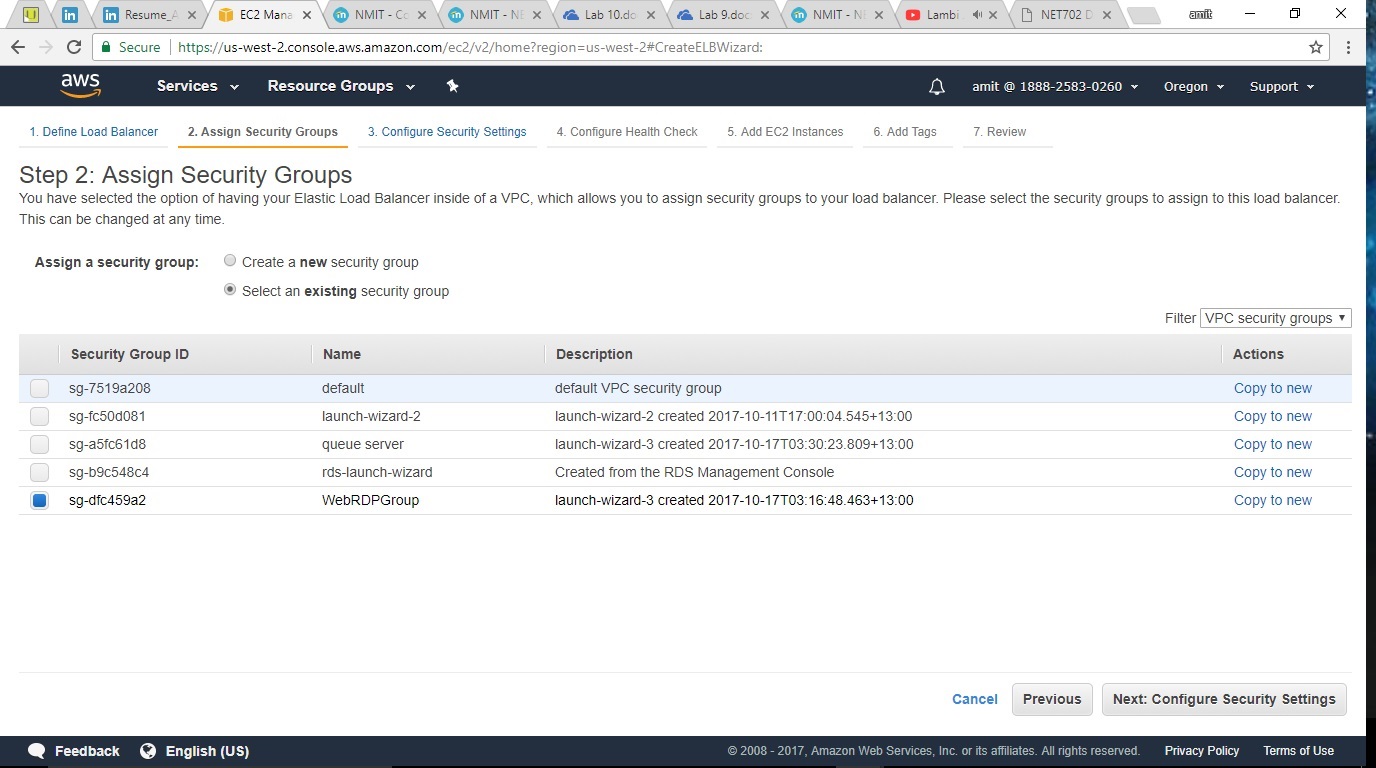 Resume_A
EC2 Mana
NMIT - Co
NMIT - NE
Lab 10.do
Lab 9.doc
NMIT - NE
Lambi
NET702 D
amit
Secure https://us-west-2.console.aws.amazon.com/ec2/v2/home?region=us-west-2#CreateELBWizard:
aws Services Resource Groups amit @ 1888-2583-0260 Oregon Support
1. Define Load Balancer 2. Assign Security Groups 3. Configure Security Settings 4. Configure Health Check 5. Add EC2 Instances 6. Add Tags 7. Review
Step 2: Assign Security Groups
You have selected the option of having your Elastic Load Balancer inside of a VPC, which allows you to assign security groups to your load balancer. Please select the security groups to assign to this load balancer.
This can be changed at any time.
Assign a security group: Create a new security group
Select an existing security group
Filter VPC security groups
Security Group ID Name Description Actions
sg-7519a208 default default VPC security group Copy to new
sg-fc50d081 launch-wizard-2 launch-wizard-2 created 2017-10-11T17:00:04.545+13:00 Copy to new
sg-a5fc61d8 queue server launch-wizard-3 created 2017-10-17T03:30:23.809+13:00 Copy to new
sg-b9c548c4 rds-launch-wizard Created from the RDS Management Console Copy to new
sg-dfc459a2 WebRDPGroup launch-wizard-3 created 2017-10-17T03:16:48.463+13:00 Copy to new
Cancel Previous Next: Configure Security Settings
Feedback English (US) © 2008 - 2017, Amazon Web Services, Inc. or its affiliates. All rights reserved. Privacy Policy Terms of Use